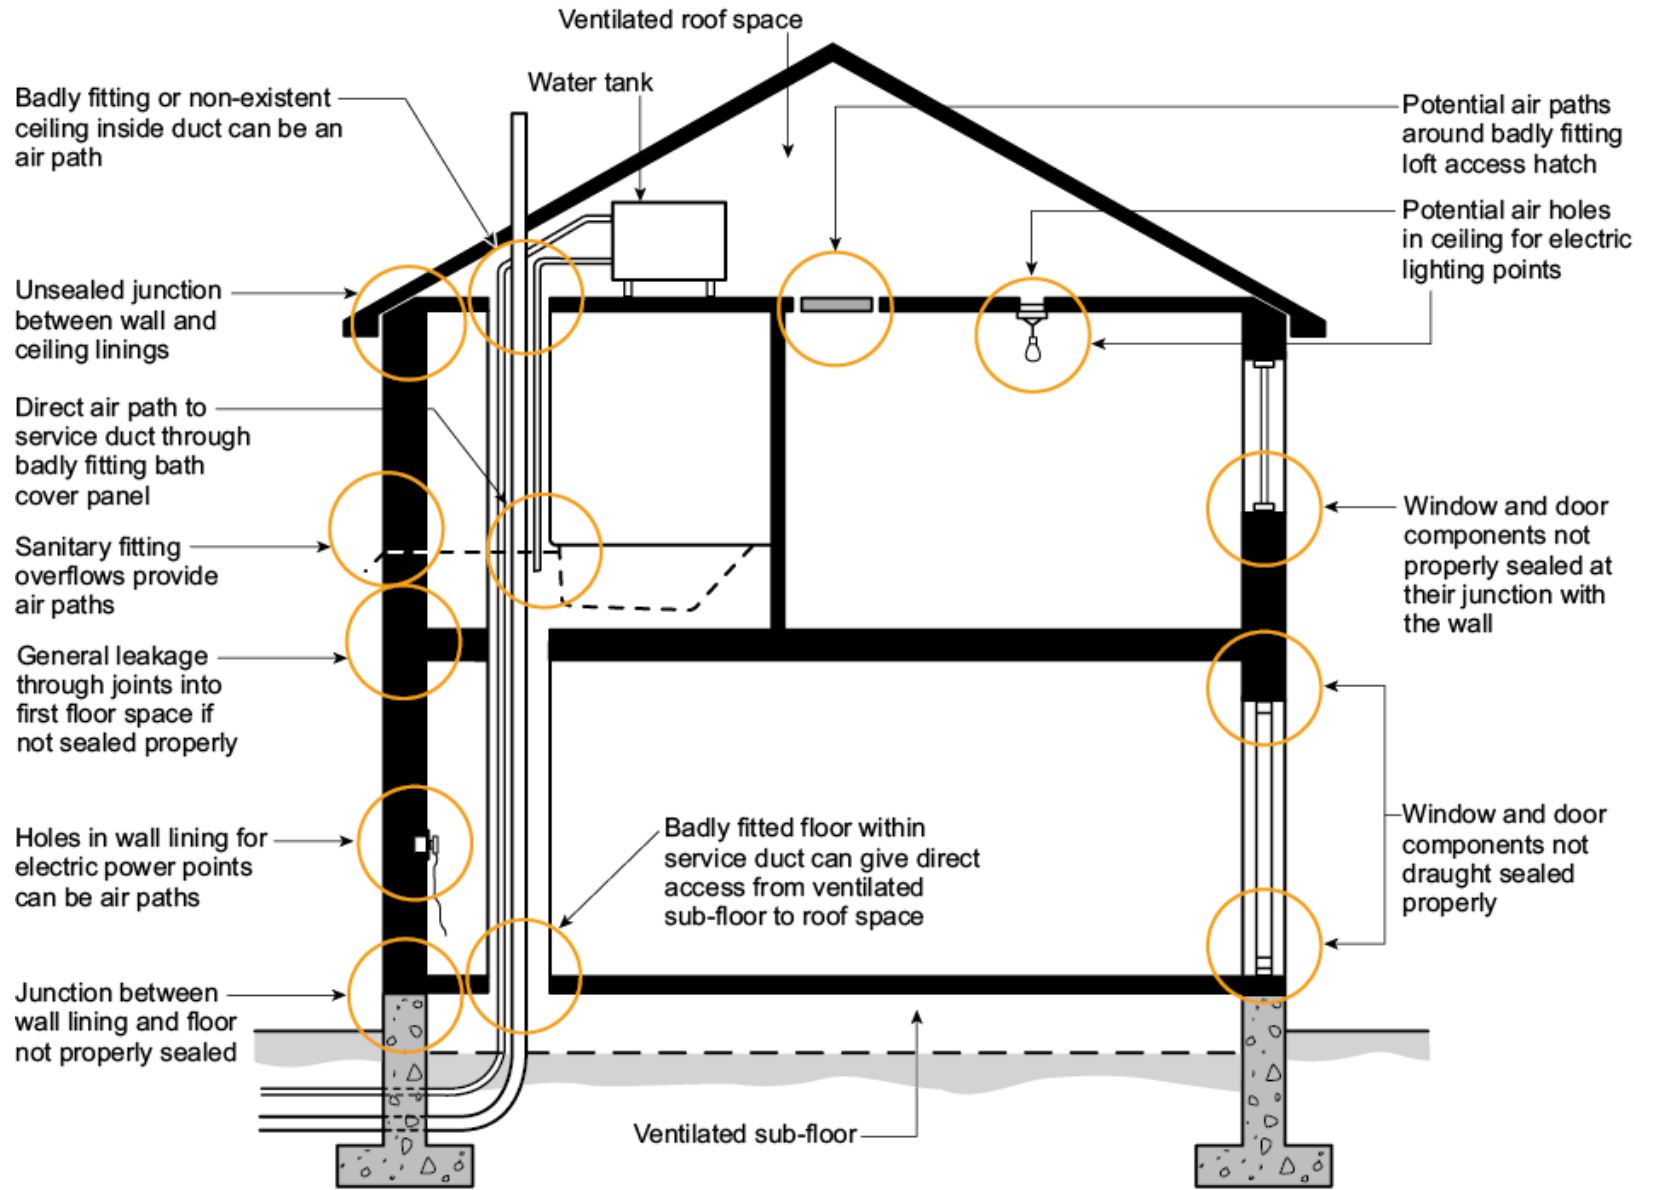 Ventilated roof space
Water tank
Badly fitting or non-existent
ceiling inside duct can be an
air path
Unsealed junction
between wall and
ceiling linings
Direct air path to
service duct through
badly fitting bath
cover panel
Sanitary fitting
overflows provide
air paths
General leakage
through joints into
first floor space if
not sealed properly
Holes in wall lining for
electric power points
can be air paths
Junction between
wall lining and floor
not properly sealed
Badly fitted floor within
service duct can give direct
access from ventilated
sub-floor to roof space
Ventilated sub-floor
Potential air paths
around badly fitting
loft access hatch
Potential air holes
in ceiling for electric
lighting points
Window and door
components not
properly sealed at
their junction with
the wall
Window and door
components not
draught sealed
properly